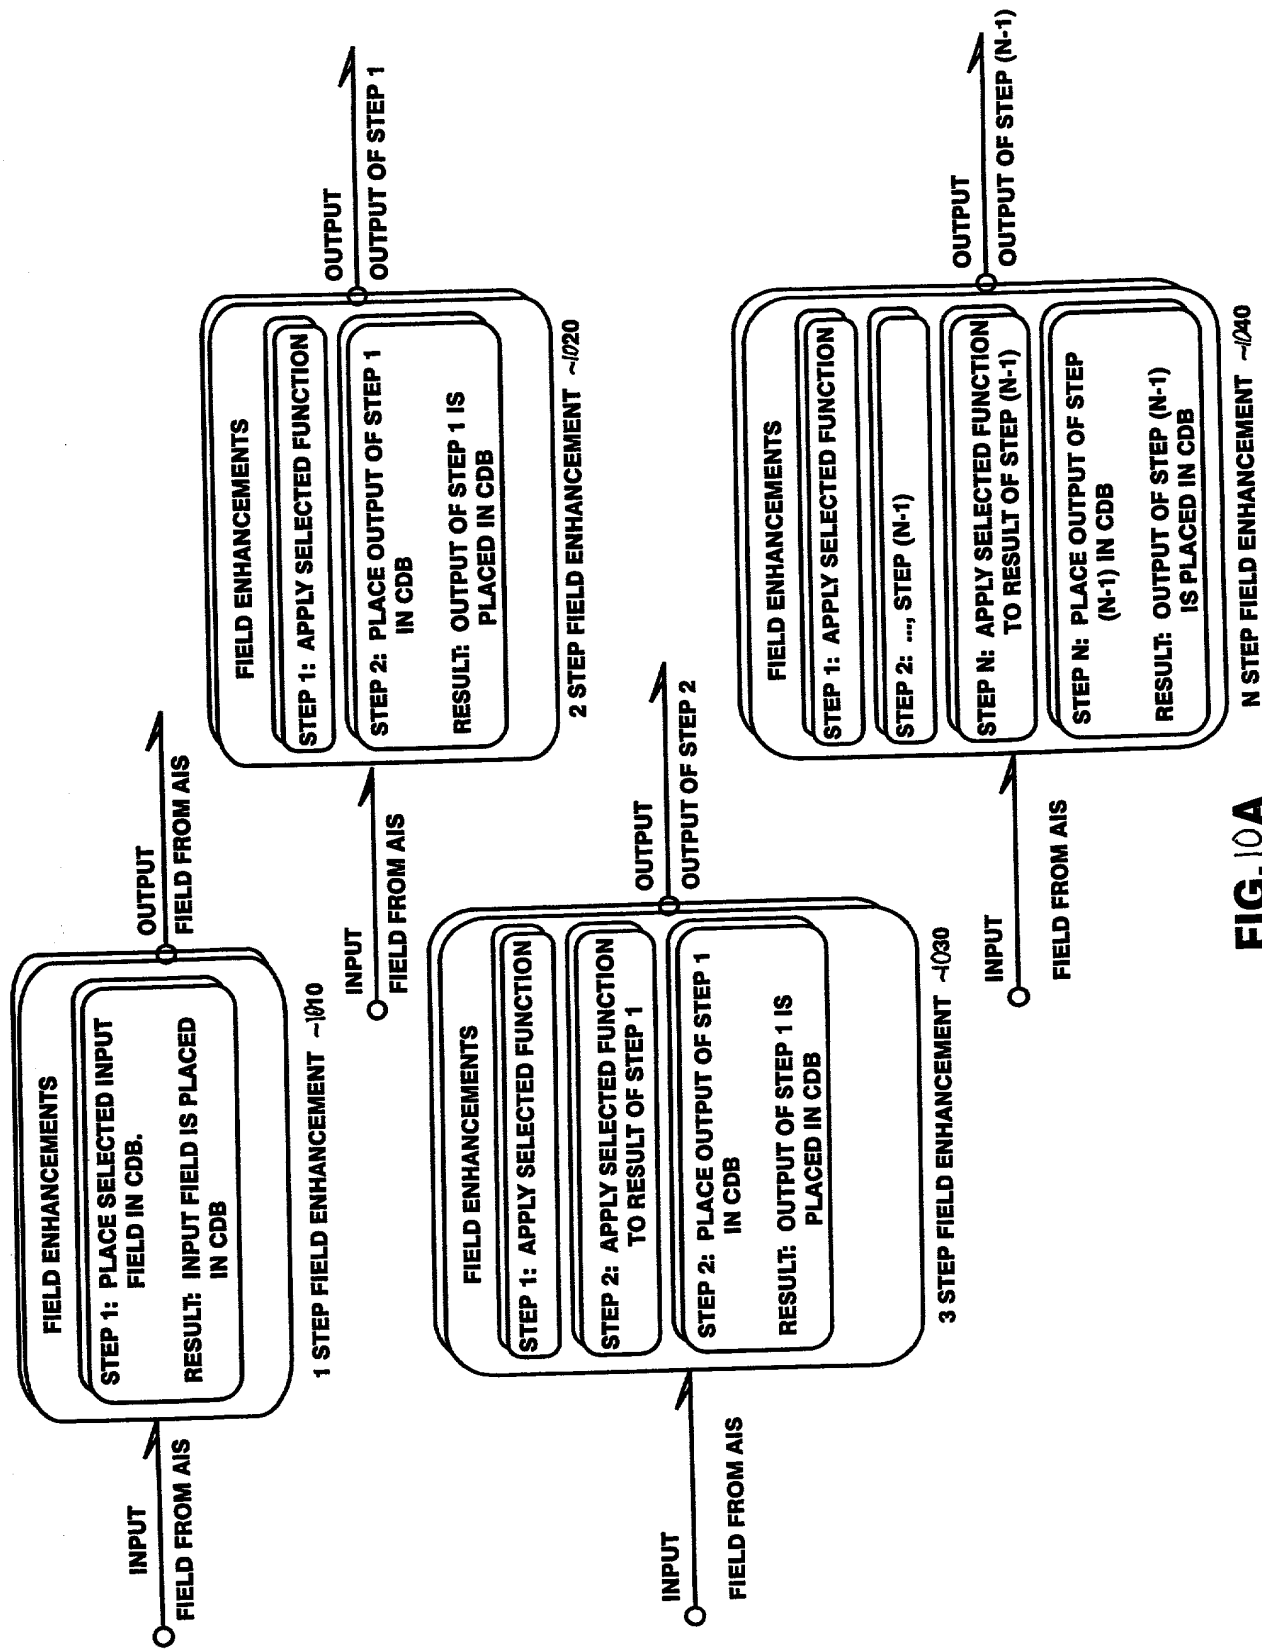 INPUT
FIELD FROM AIS
FIELD ENHANCEMENTS
STEP 1: PLACE SELECTED INPUT
FIELD IN CDB.
RESULT: INPUT FIELD IS PLACED
IN CDB
OUTPUT
FIELD FROM AIS
1 STEP FIELD ENHANCEMENT ~1010
INPUT
FIELD FROM AIS
FIELD ENHANCEMENTS
STEP 1: APPLY SELECTED FUNCTION
STEP 2: PLACE OUTPUT OF STEP 1
IN CDB
RESULT: OUTPUT OF STEP 1 IS
PLACED IN CDB
OUTPUT
OUTPUT OF STEP 1
2 STEP FIELD ENHANCEMENT ~1020
INPUT
FIELD FROM AIS
FIELD ENHANCEMENTS
STEP 1: APPLY SELECTED FUNCTION
STEP 2: APPLY SELECTED FUNCTION
TO RESULT OF STEP 1
STEP 2: PLACE OUTPUT OF STEP 1
IN CDB
RESULT: OUTPUT OF STEP 1 IS
PLACED IN CDB
OUTPUT
OUTPUT OF STEP 2
3 STEP FIELD ENHANCEMENT ~1030
INPUT
FIELD FROM AIS
FIELD ENHANCEMENTS
STEP 1: APPLY SELECTED FUNCTION
STEP 2: ..., STEP (N-1)
STEP N: APPLY SELECTED FUNCTION
TO RESULT OF STEP (N-1)
STEP N: PLACE OUTPUT OF STEP
(N-1) IN CDB
RESULT: OUTPUT OF STEP (N-1)
IS PLACED IN CDB
OUTPUT
OUTPUT OF STEP (N-1)
N STEP FIELD ENHANCEMENT ~1040
FIG. 10A